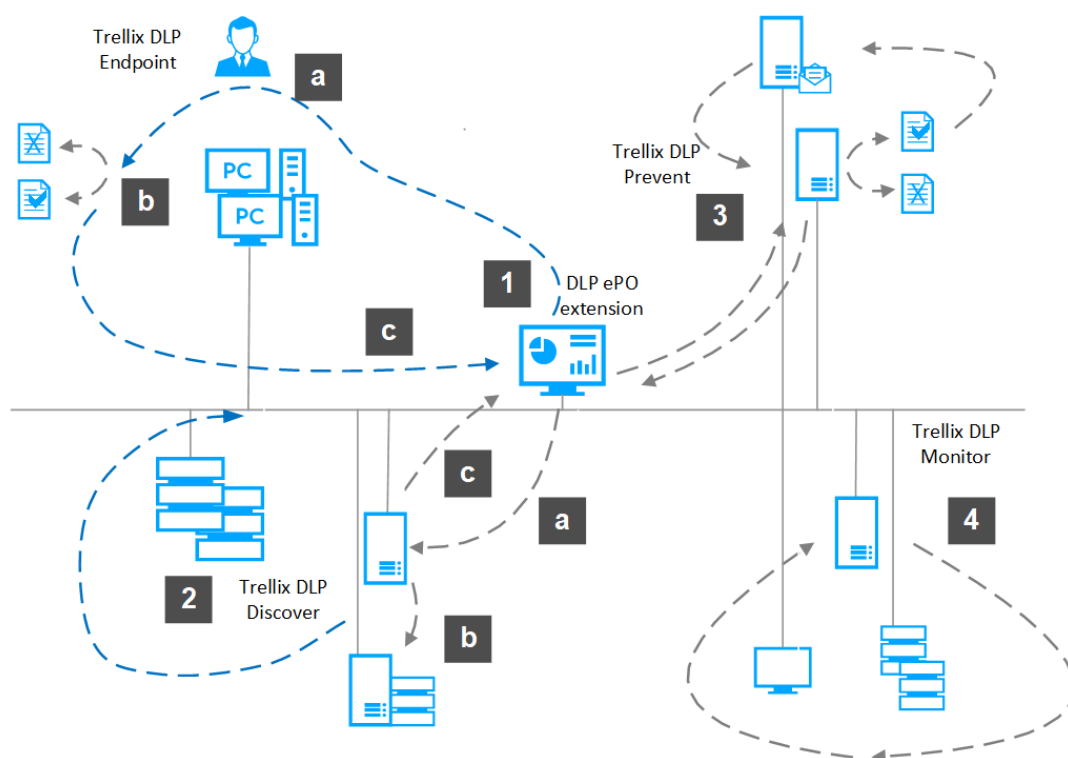 Trellix DLP
Endpoint
a
b
PC
PC
c
1
DLP ePO
extension
Trellix DLP
Prevent
3
2
Trellix DLP
Discover
c
a
b
Trellix DLP
Monitor
4